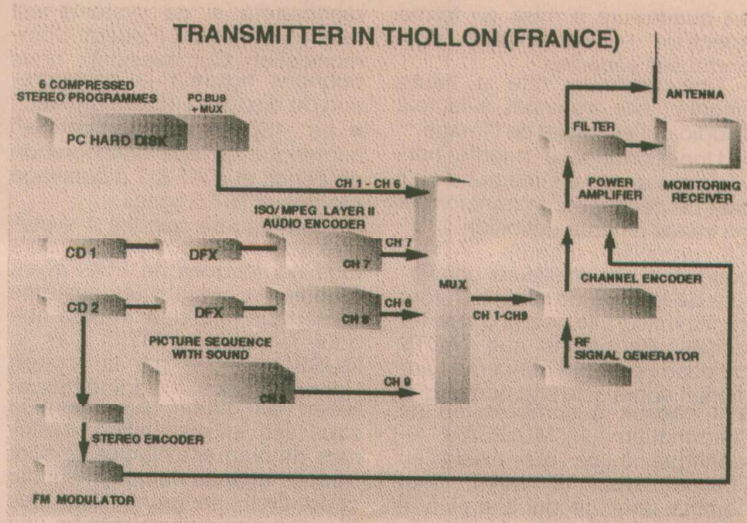 TRANSMITTER IN THOLLON (FRANCE)
6 COMPRESSED
STEREO PROGRAMMES
PC BUS
+ MUX
PC HARD DISK
CH 1 - CH 6
ISO/MPEG LAYER II
AUDIO ENCODER
CD 1
DFX
CH 7
CH 7
CD 2
DFX
CH 8
CH 8
PICTURE SEQUENCE
WITH SOUND
CH 9
CH 9
STEREO ENCODER
FM MODULATOR
MUX
CH 1-CH9
ANTENNA
FILTER
POWER
AMPLIFIER
MONITORING
RECEIVER
CHANNEL ENCODER
RF
SIGNAL GENERATOR